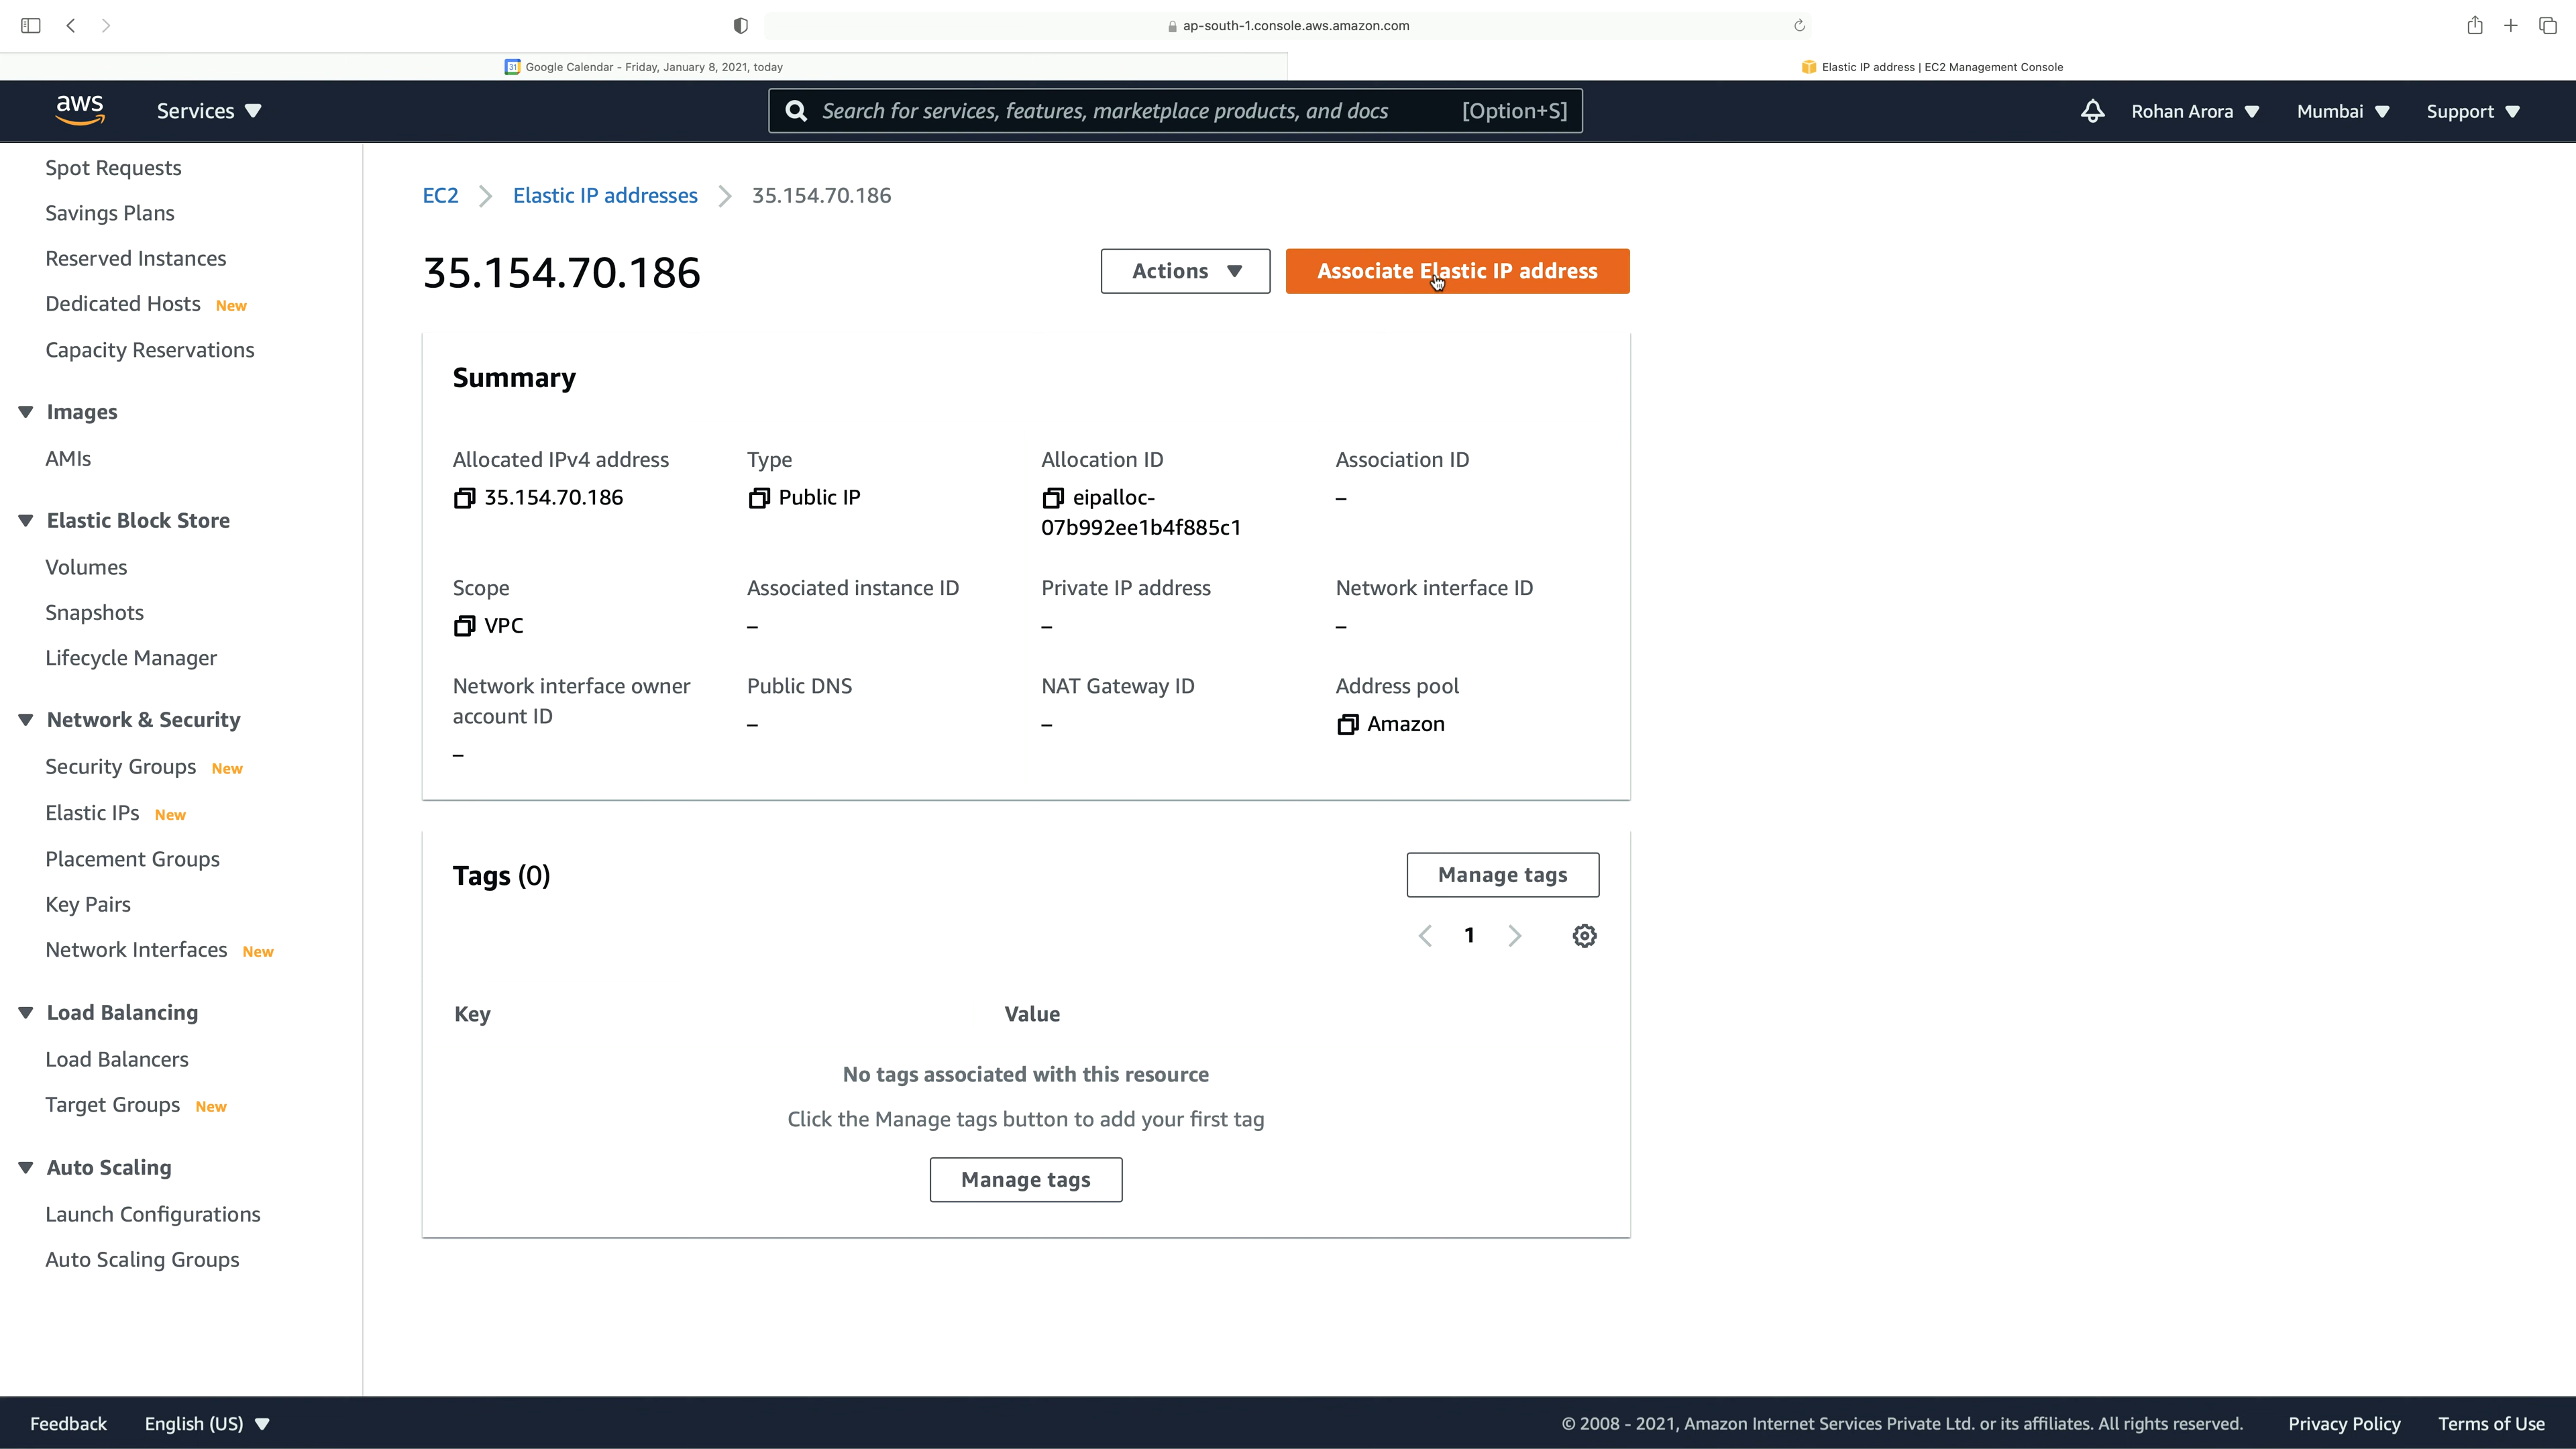 ap-south-1.console.aws.amazon.com
31 Google Calendar - Friday, January 8, 2021, today
Elastic IP address | EC2 Management Console
aws
Services
Search for services, features, marketplace products, and docs [Option+S]
Rohan Arora
Mumbai
Support
Spot Requests
Savings Plans
Reserved Instances
Dedicated Hosts New
Capacity Reservations
Images
AMIs
Elastic Block Store
Volumes
Snapshots
Lifecycle Manager
Network & Security
Security Groups New
Elastic IPs New
Placement Groups
Key Pairs
Network Interfaces New
Load Balancing
Load Balancers
Target Groups New
Auto Scaling
Launch Configurations
Auto Scaling Groups
EC2 Elastic IP addresses 35.154.70.186
35.154.70.186
Actions
Associate Elastic IP address
Summary
Allocated IPv4 address
35.154.70.186
Type
Public IP
Allocation ID
eipalloc-
07b992ee1b4f885c1
Association ID
–
Scope
VPC
Associated instance ID
–
Private IP address
–
Network interface ID
–
Network interface owner
account ID
–
Public DNS
–
NAT Gateway ID
–
Address pool
Amazon
Tags (0)
Manage tags
1
Key Value
No tags associated with this resource
Click the Manage tags button to add your first tag
Manage tags
Feedback
English (US)
© 2008 - 2021, Amazon Internet Services Private Ltd. or its affiliates. All rights reserved.
Privacy Policy
Terms of Use